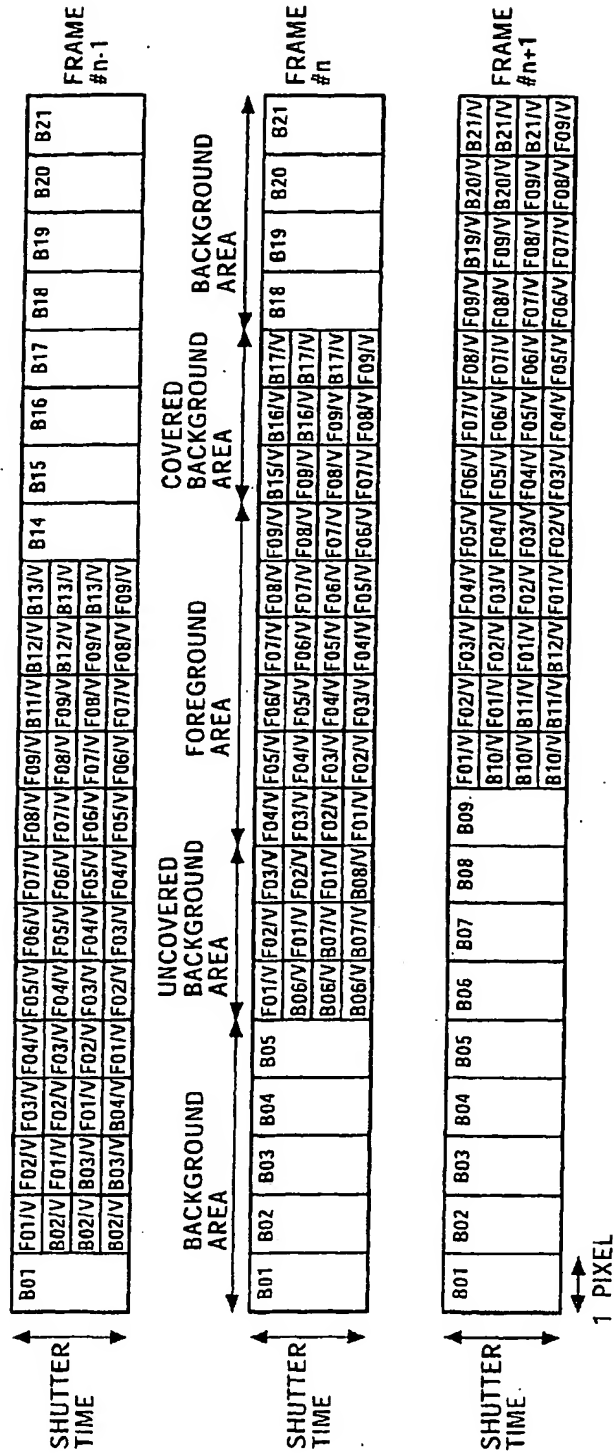 SHUTTER
TIME
B01 F01/V F02/V F03/V F04/V F05/V F06/V F07/V F08/V F09/V B11/V B12/V B13/V B14 B15 B16 B17 B18 B19 B20 B21
B02/V F01/V F02/V F03/V F04/V F05/V F06/V F07/V F08/V F09/V B12/V B13/V
B02/V B03/V F01/V F02/V F03/V F04/V F05/V F06/V F07/V F08/V F09/V B13/V
B02/V B03/V B04/V F01/V F02/V F03/V F04/V F05/V F06/V F07/V F08/V F09/V
FRAME
#n-1
BACKGROUND
AREA
UNCOVERED
BACKGROUND
AREA
FOREGROUND
AREA
COVERED
BACKGROUND
AREA
BACKGROUND
AREA
SHUTTER
TIME
B01 B02 B03 B04 B05 F01/V F02/V F03/V F04/V F05/V F06/V F07/V F08/V F09/V B15/V B16/V B17/V B18 B19 B20 B21
B06/V F01/V F02/V F03/V F04/V F05/V F06/V F07/V F08/V F09/V B16/V B17/V
B06/V B07/V F01/V F02/V F03/V F04/V F05/V F06/V F07/V F08/V F09/V B17/V
B06/V B07/V B08/V F01/V F02/V F03/V F04/V F05/V F06/V F07/V F08/V F09/V
FRAME
#n
SHUTTER
TIME
B01 B02 B03 B04 B05 B06 B07 B08 B09 F01/V F02/V F03/V F04/V F05/V F06/V F07/V F08/V F09/V B19/V B20/V B21/V
B10/V F01/V F02/V F03/V F04/V F05/V F06/V F07/V F08/V F09/V B20/V B21/V
B10/V B11/V F01/V F02/V F03/V F04/V F05/V F06/V F07/V F08/V F09/V B21/V
B10/V B11/V B12/V F01/V F02/V F03/V F04/V F05/V F06/V F07/V F08/V F09/V
FRAME
#n+1
1 PIXEL